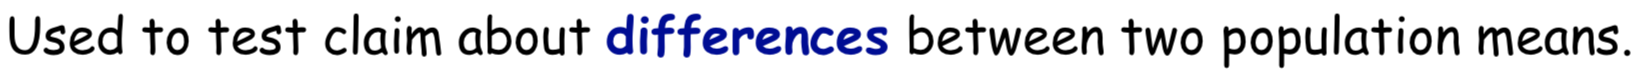 Used to test claim about differences between two population means.